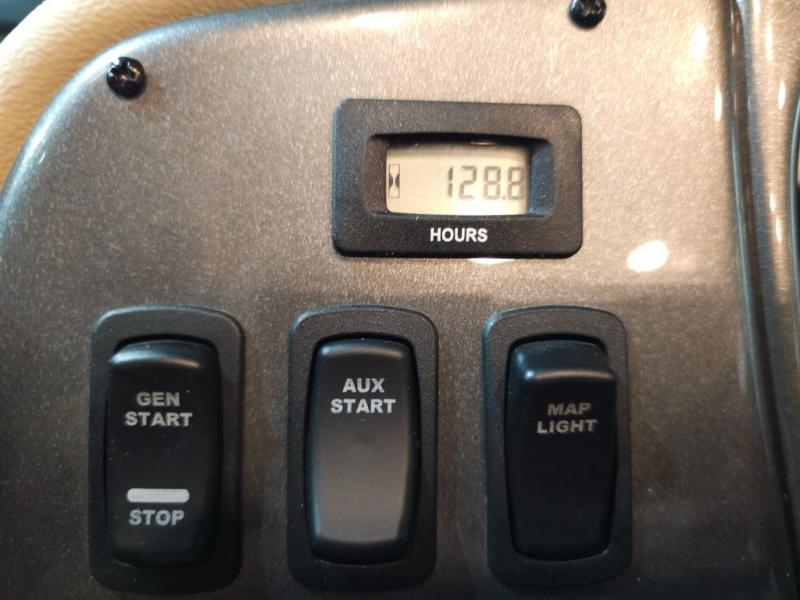 128.8
HOURS
GEN
START
STOP
AUX
START
MAP
LIGHT